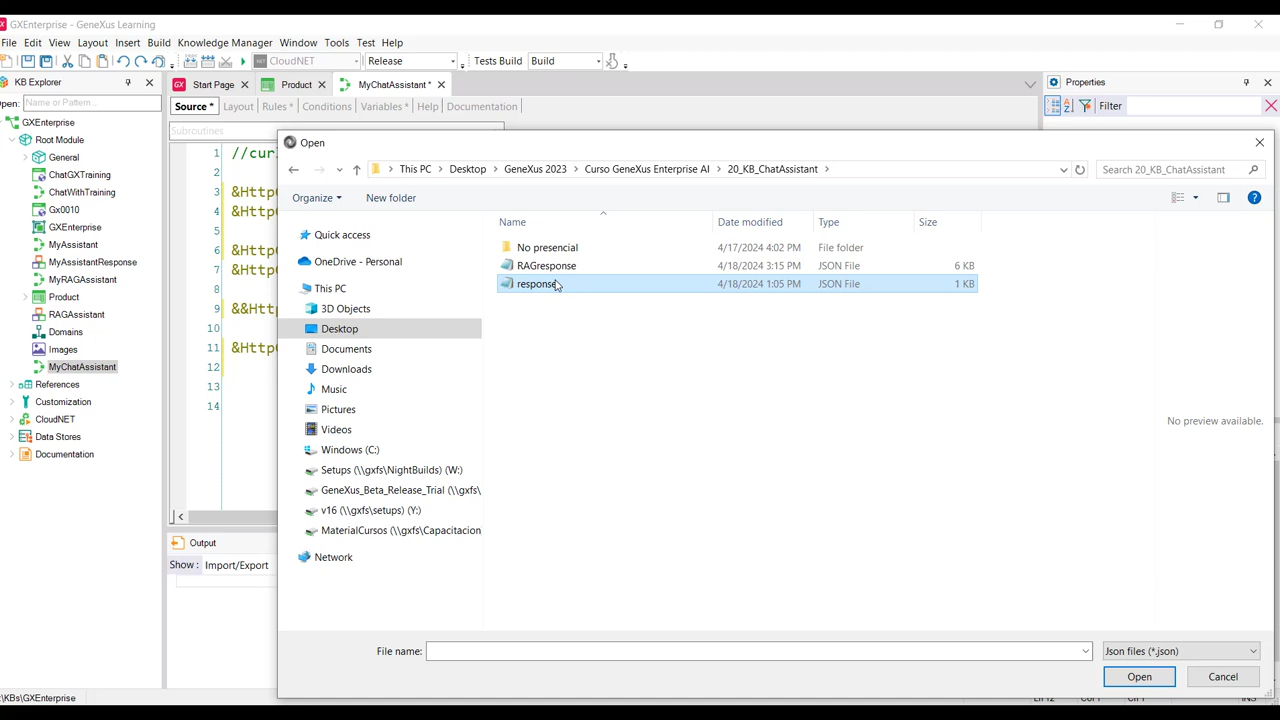 GXEnterprise - GeneXus Learning
File Edit View Layout Insert Build Knowledge Manager Window Tools Test Help
CloudNET Release Tests Build Build
KB Explorer
Start Page Product MyChatAssistant *
Properties
Open: Name or Pattern...
Source * Layout Rules * Conditions Variables * Help Documentation
Filter
Subroutines
GXEnterprise
Root Module
General
ChatGXTraining
ChatWithTraining
Gx0010
GXEnterprise
MyAssistant
MyAssistantResponse
MyRAGAssistant
Product
RAGAssistant
Domains
Images
MyChatAssistant
References
Customization
CloudNET
Data Stores
Documentation
1 //cur
2
3 &Http
4 &Http
5
6 &Http
7 &Http
8
9 &&Htt
10
11 &Http
12
13
14
Output
Show: Import/Export
Open
This PC > Desktop > GeneXus 2023 > Curso GeneXus Enterprise AI > 20_KB_ChatAssistant >
Search 20_KB_ChatAssistant
Organize New folder
Name Date modified Type Size
No presencial 4/17/2024 4:02 PM File folder
RAGresponse 4/18/2024 3:15 PM JSON File 6 KB
response 4/18/2024 1:05 PM JSON File 1 KB
Quick access
OneDrive - Personal
This PC
3D Objects
Desktop
Documents
Downloads
Music
Pictures
Videos
Windows (C:)
Setups (\\gxfs\NightBuilds) (W:)
GeneXus_Beta_Release_Trial (\\gxfs\
v16 (\\gxfs\setups) (Y:)
MaterialCursos (\\gxfs\Capacitacion
Network
No preview available.
File name:
Json files (*.json)
Open Cancel
\KBs\GXEnterprise